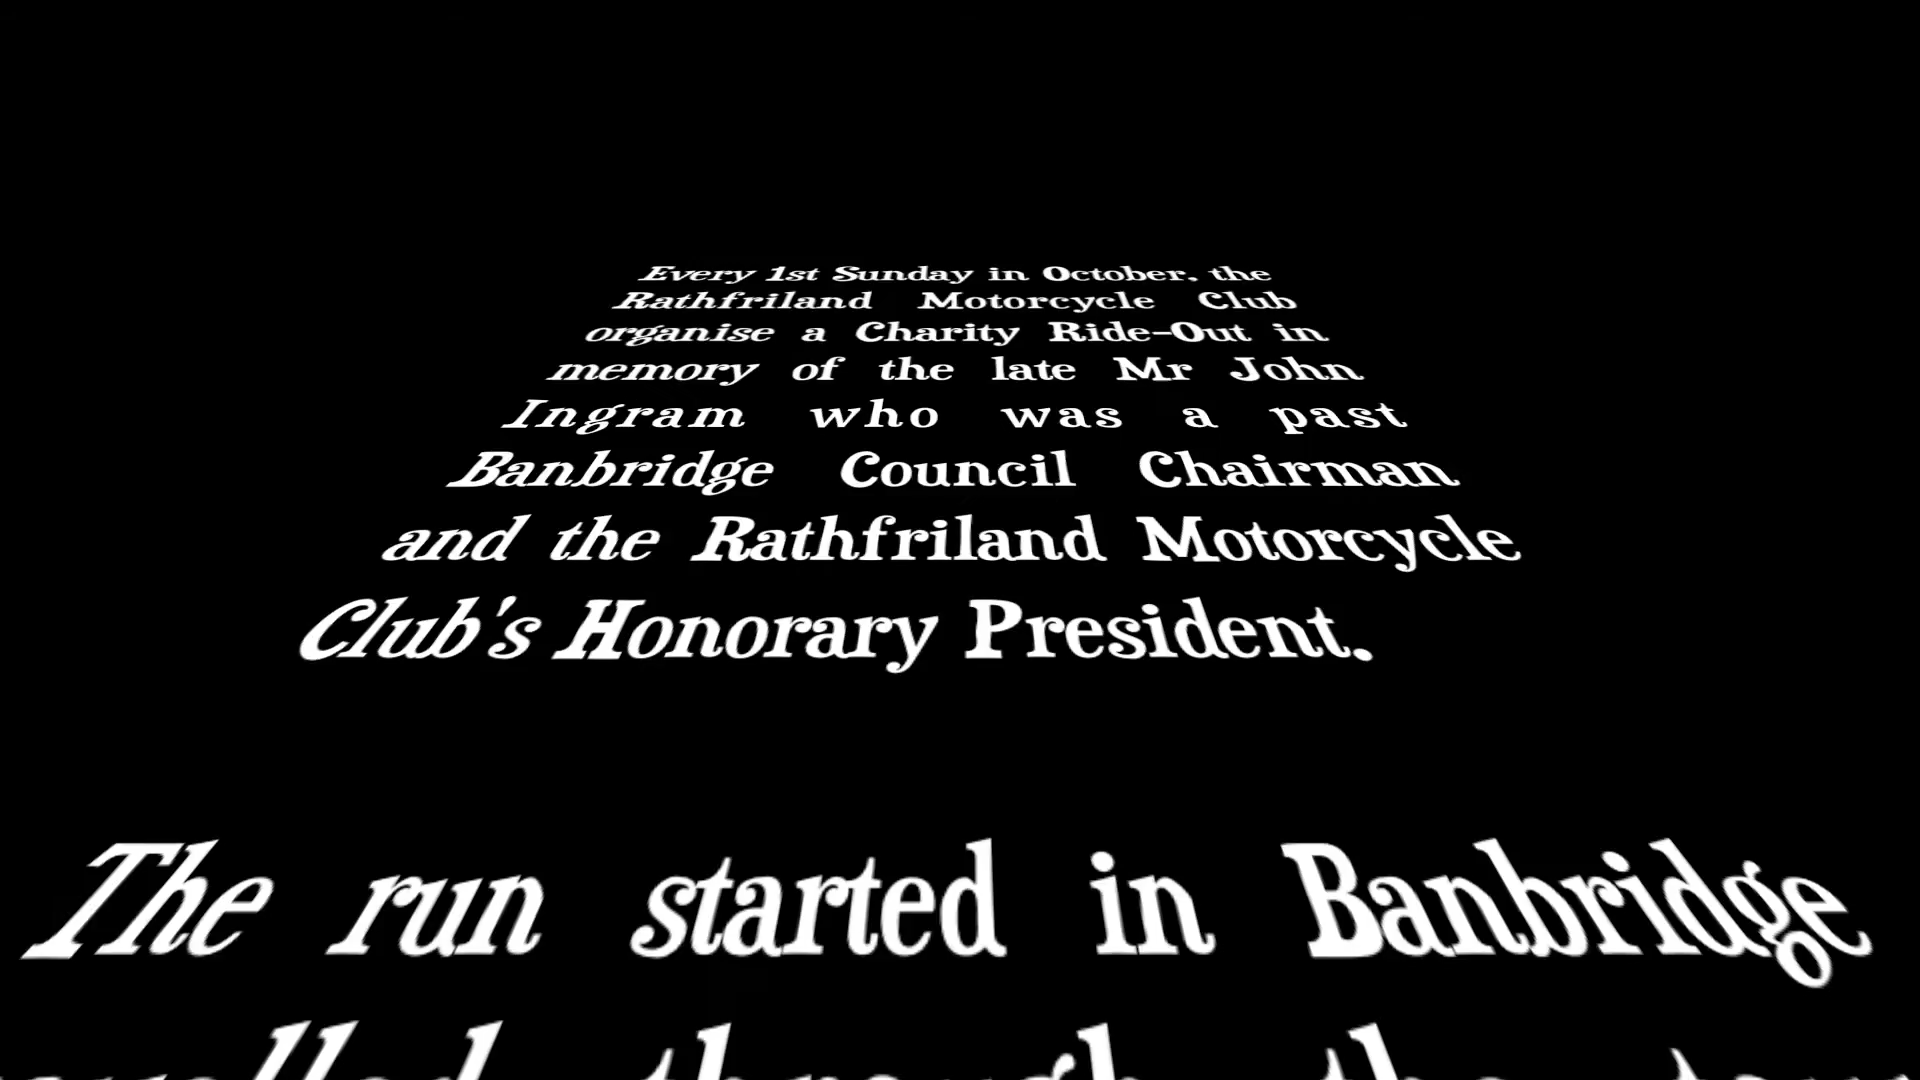 Every 1st Sunday in October, the
Rathfriland Motorcycle Club
organise a Charity Ride-Out in
memory of the late Mr John
Ingram who was a past
Banbridge Council Chairman
and the Rathfriland Motorcycle
Club's Honorary President.
The run started in Banbridge
through the